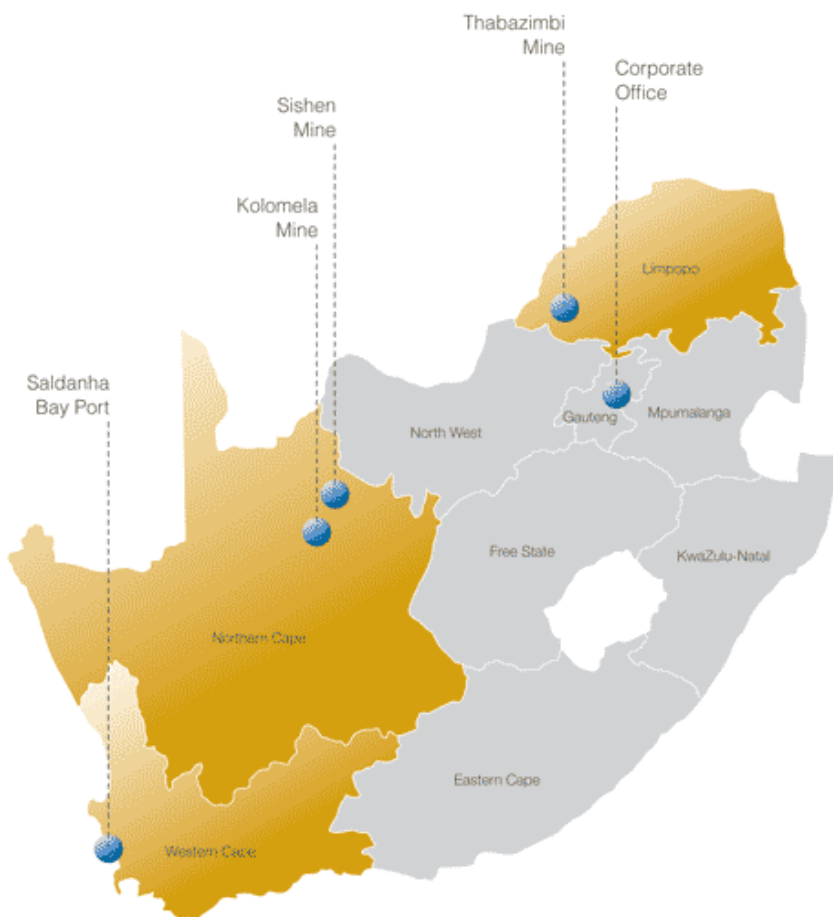 Thabazimbi
Mine
Corporate
Office
Sishen
Mine
Kolomela
Mine
Limpopo
Saldanha
Bay Port
North West
Gauteng
Mpumalanga
Free State
KwaZulu-Natal
Northern Cape
Eastern Cape
Western Cape